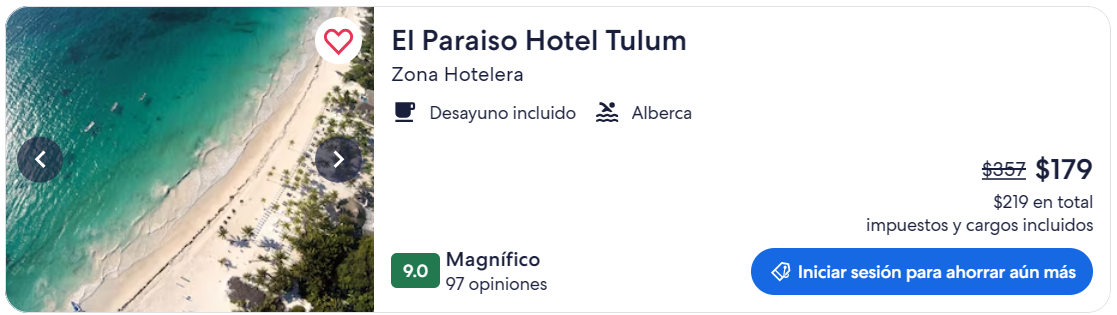 El Paraiso Hotel Tulum
Zona Hotelera
Desayuno incluido Alberca
$357 $179
$219 en total
impuestos y cargos incluidos
9.0 Magnífico
97 opiniones
Iniciar sesión para ahorrar aún más